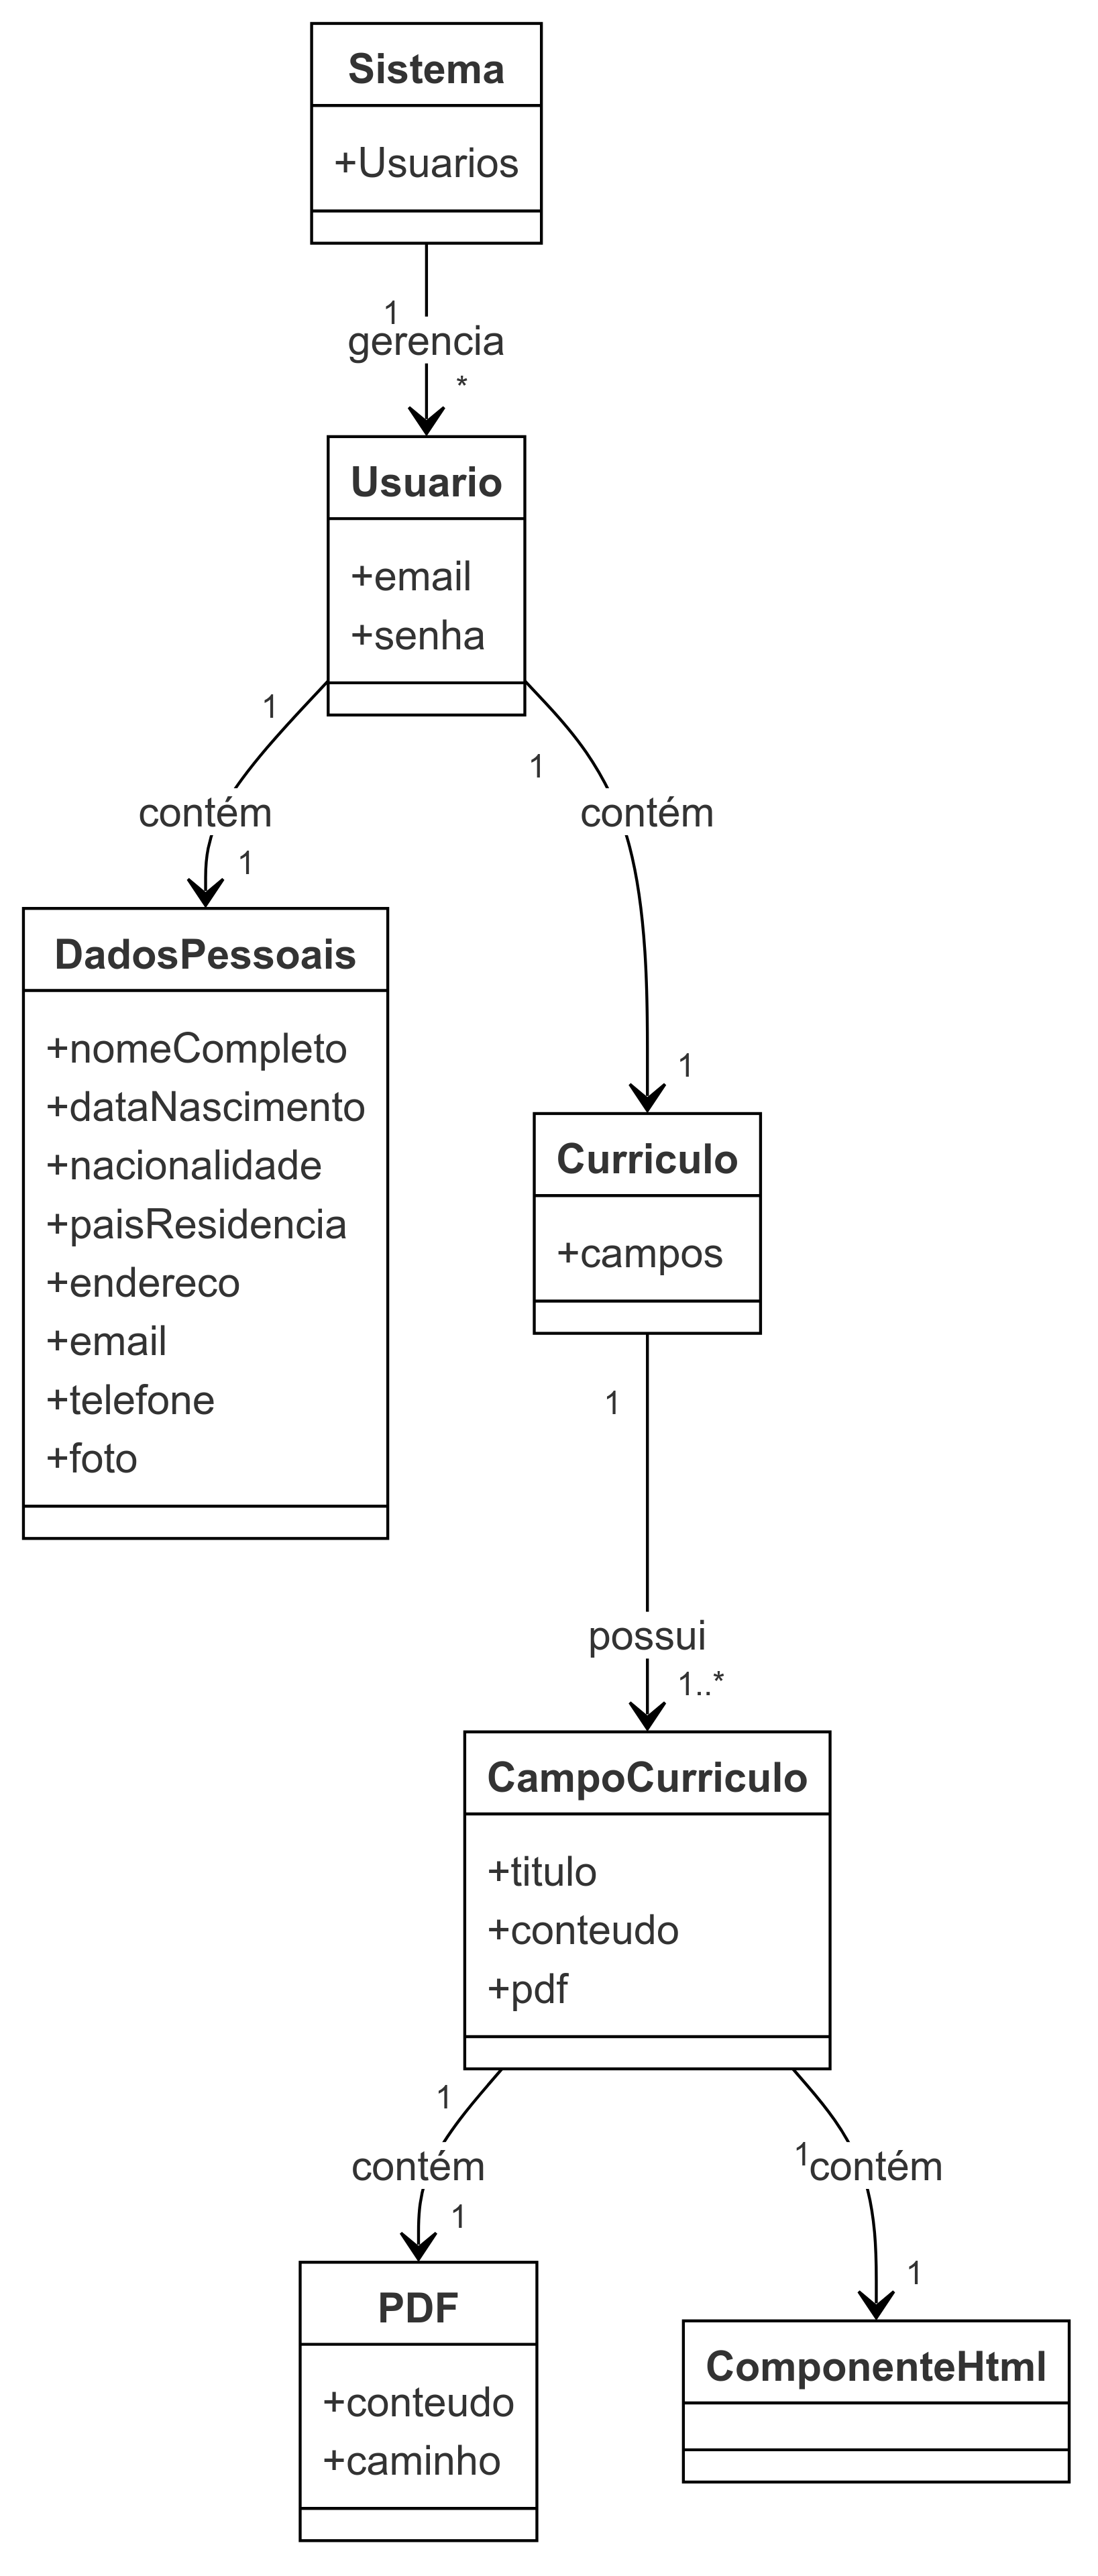 Sistema
+Usuarios
1
gerencia
*
Usuario
+email
+senha
1
contém
1
1
contém
1
DadosPessoais
+nomeCompleto
+dataNascimento
+nacionalidade
+paisResidencia
+endereco
+email
+telefone
+foto
Curriculo
+campos
1
possui
1..*
CampoCurriculo
+titulo
+conteudo
+pdf
1
contém
1
1
contém
1
PDF
+conteudo
+caminho
ComponenteHtml